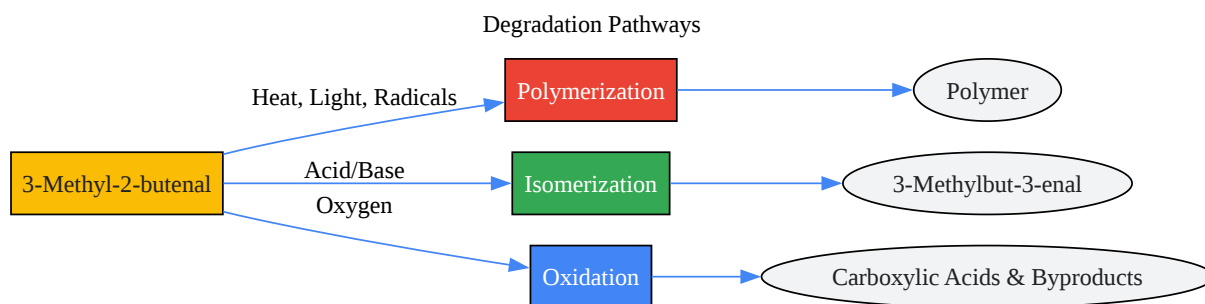 Degradation Pathways
Heat, Light, Radicals
Polymerization
Polymer
3-Methyl-2-butenal
Acid/Base
Isomerization
3-Methylbut-3-enal
Oxygen
Oxidation
Carboxylic Acids & Byproducts